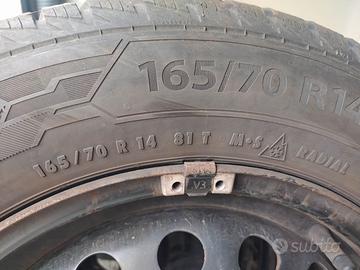 165/70 R14
165/70 R 14 81 T M·S RADIAL
V3
subito